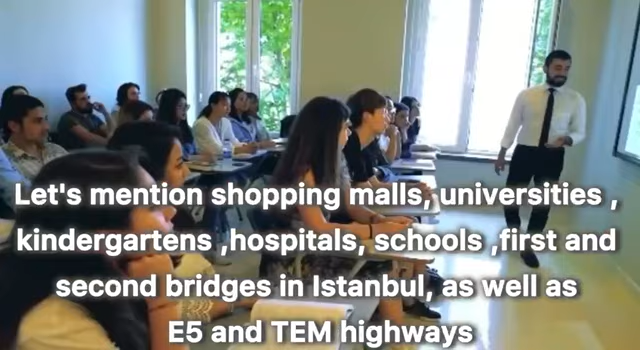 Let's mention shopping malls, universities ,
kindergartens ,hospitals, schools ,first and
second bridges in Istanbul, as well as
E5 and TEM highways